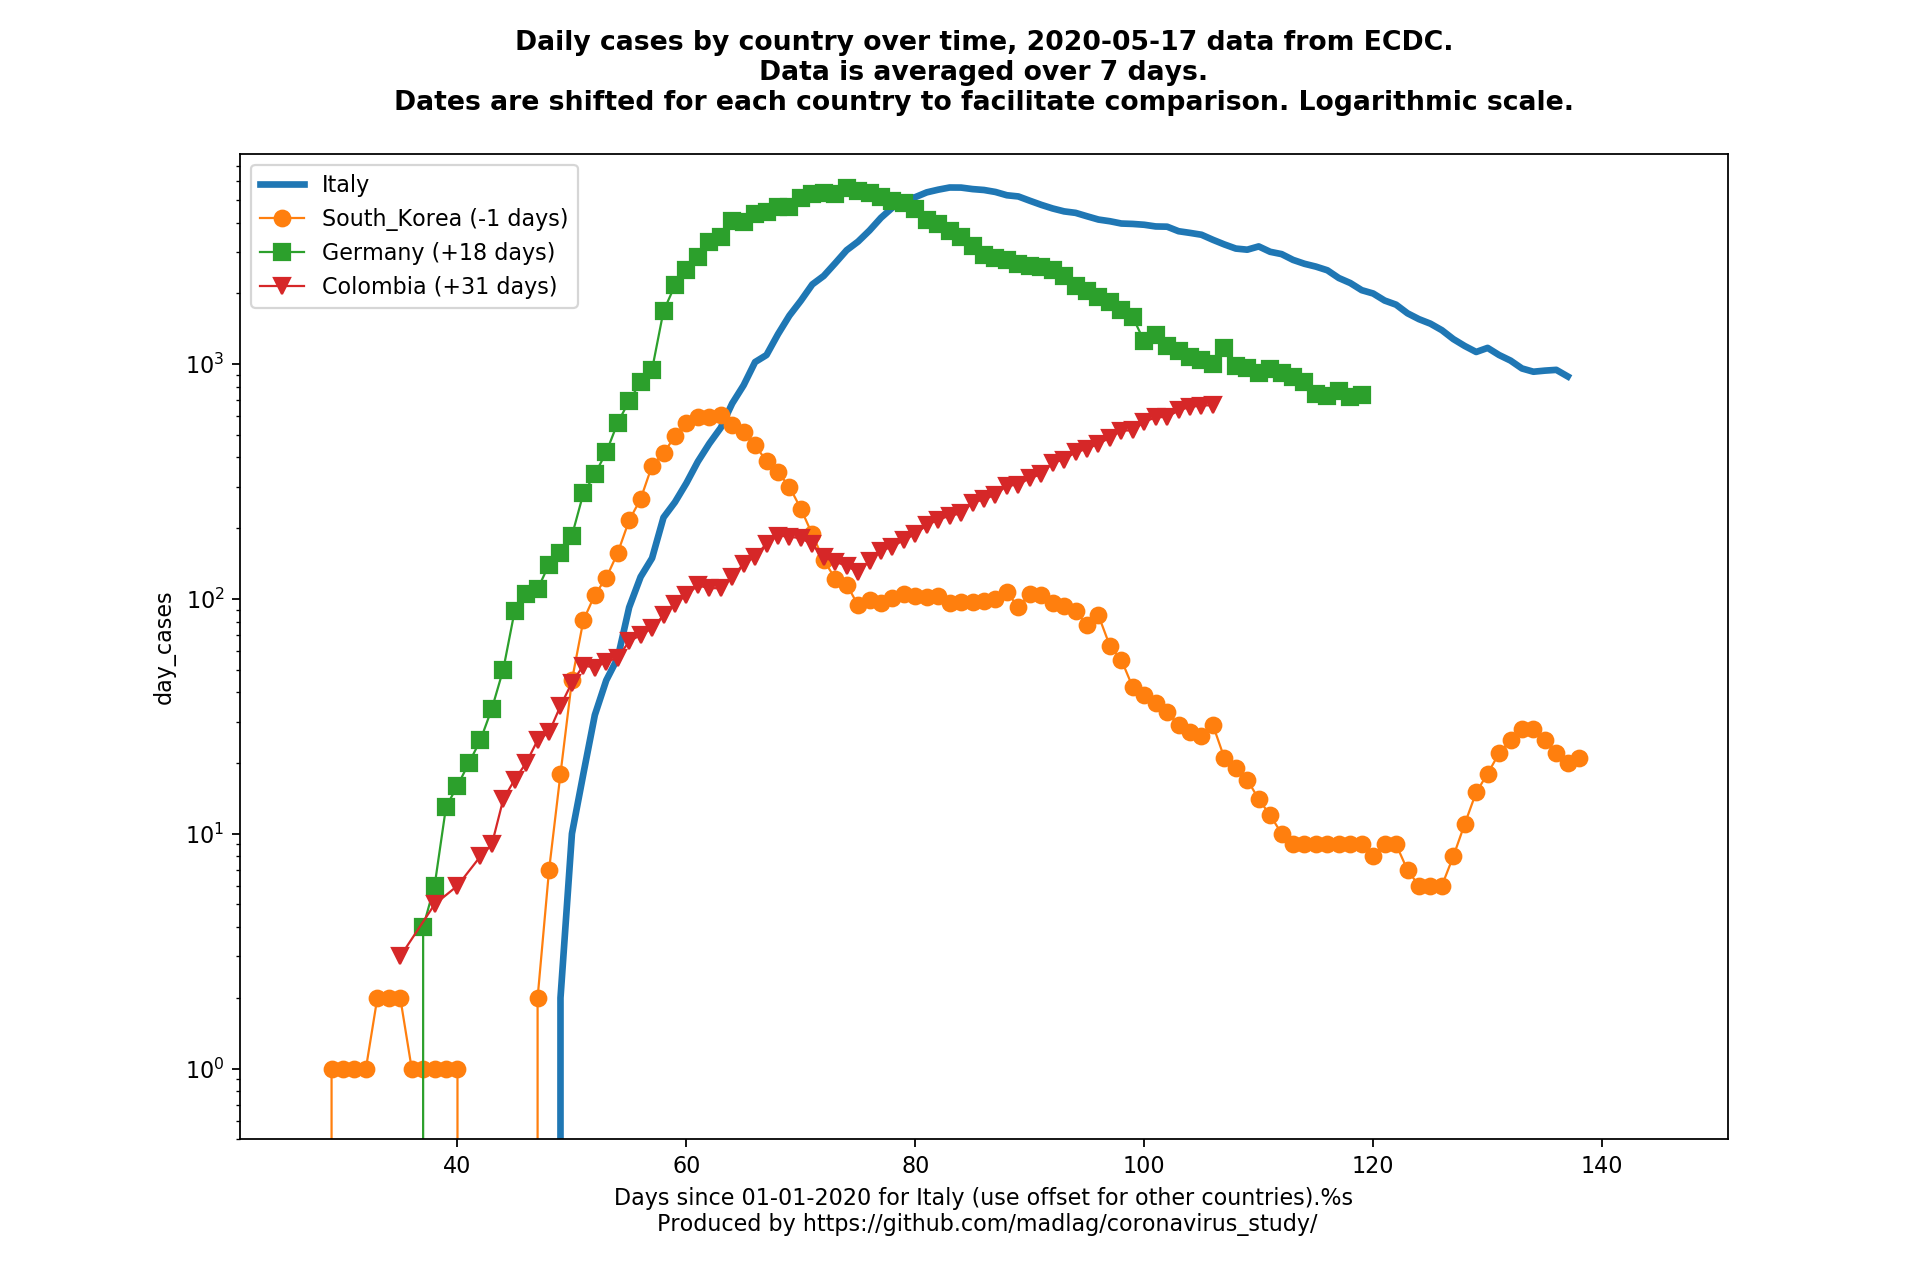 Daily cases by country over time, 2020-05-17 data from ECDC.
Data is averaged over 7 days.
Dates are shifted for each country to facilitate comparison. Logarithmic scale.
Italy
South_Korea (-1 days)
Germany (+18 days)
Colombia (+31 days)
day_cases
10³
10²
10¹
10⁰
40 60 80 100 120 140
Days since 01-01-2020 for Italy (use offset for other countries).%s
Produced by https://github.com/madlag/coronavirus_study/